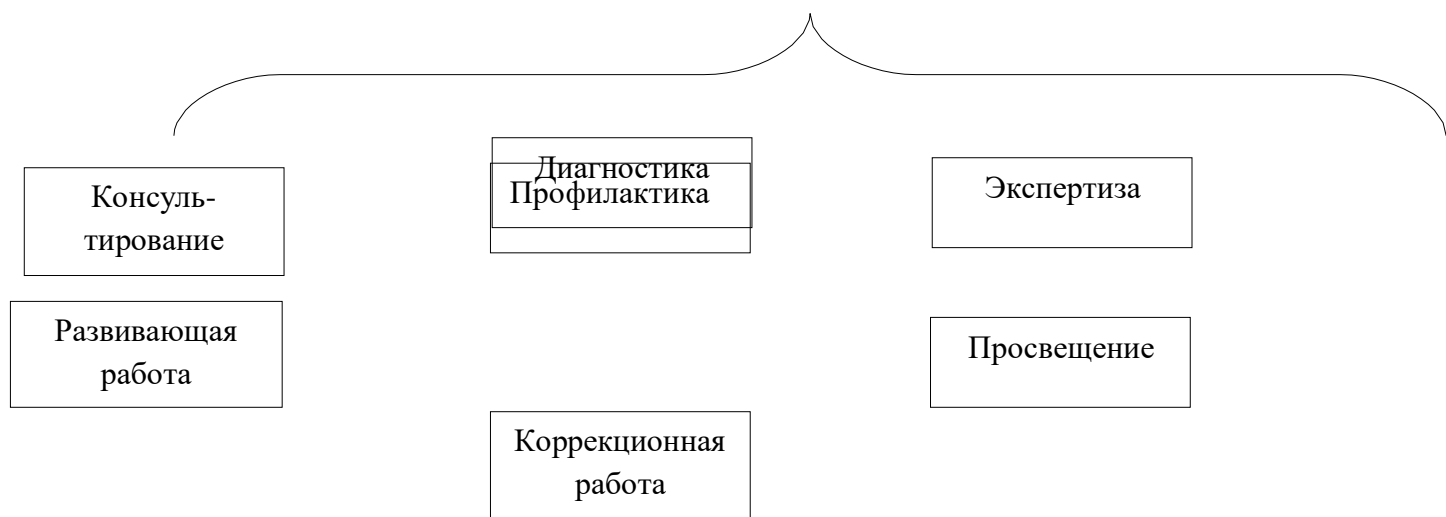 Консуль-
тирование
Диагностика
Профилактика
Экспертиза
Развивающая
работа
Просвещение
Коррекционная
работа